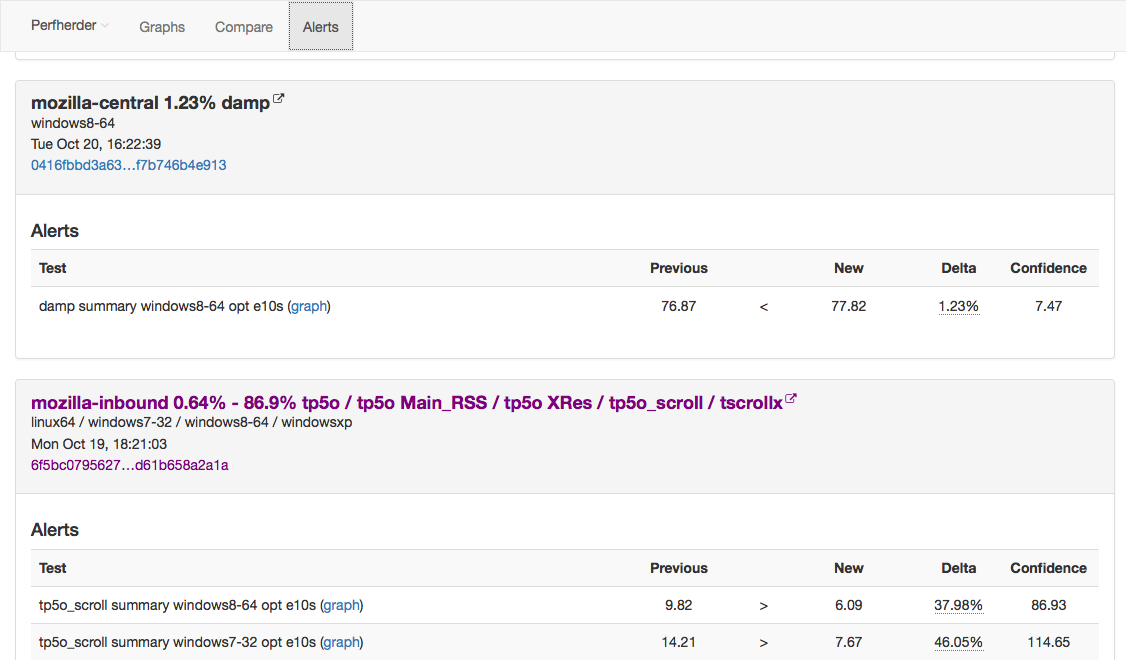 Perfherder Graphs Compare Alerts
mozilla-central 1.23% damp
windows8-64
Tue Oct 20, 16:22:39
0416fbbd3a63…f7b746b4e913
Alerts
Test Previous New Delta Confidence
damp summary windows8-64 opt e10s (graph) 76.87 < 77.82 1.23% 7.47
mozilla-inbound 0.64% - 86.9% tp5o / tp5o Main_RSS / tp5o XRes / tp5o_scroll / tscrollx
linux64 / windows7-32 / windows8-64 / windowsxp
Mon Oct 19, 18:21:03
6f5bc0795627…d61b658a2a1a
Alerts
Test Previous New Delta Confidence
tp5o_scroll summary windows8-64 opt e10s (graph) 9.82 > 6.09 37.98% 86.93
tp5o_scroll summary windows7-32 opt e10s (graph) 14.21 > 7.67 46.05% 114.65